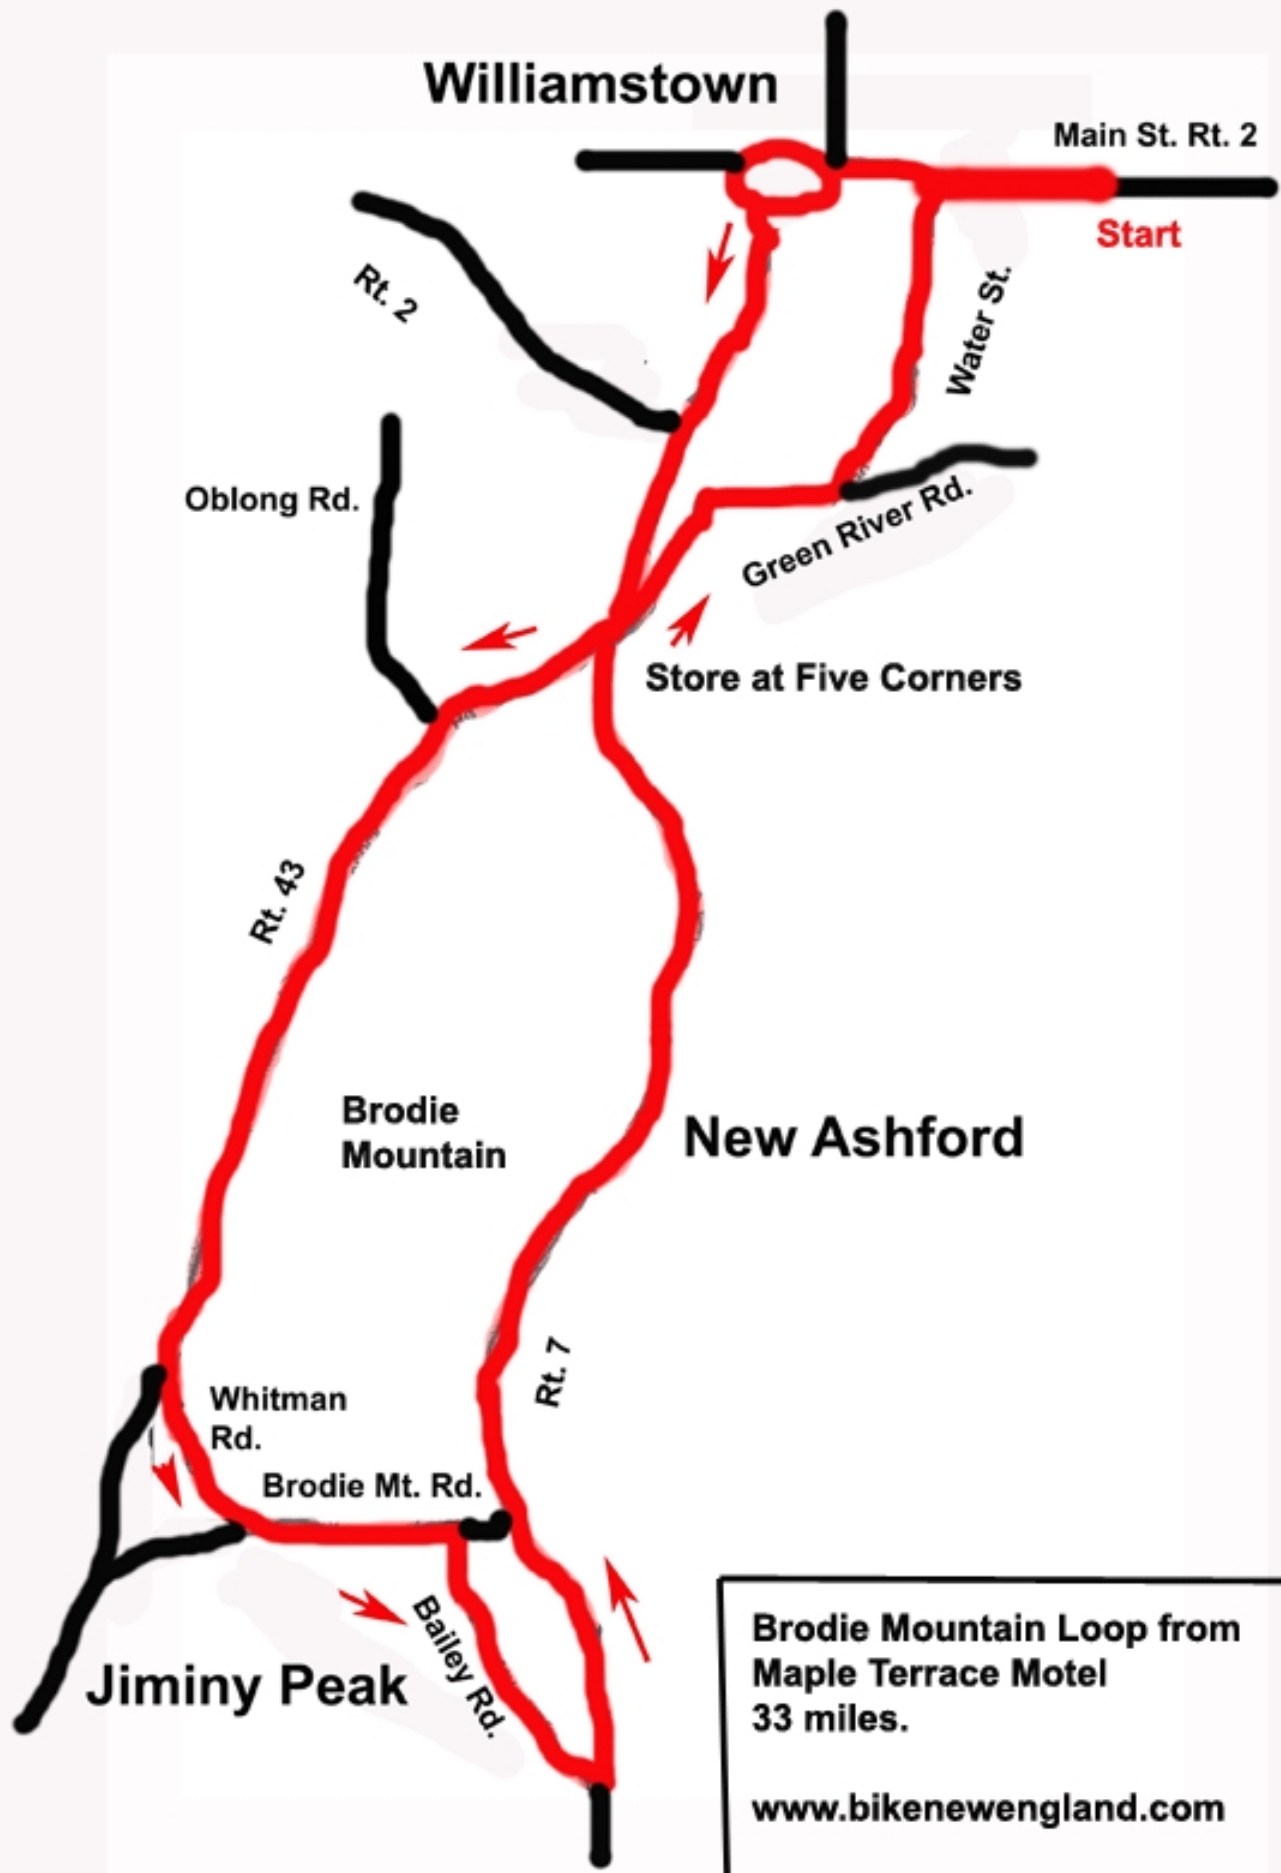 Williamstown
Main St. Rt. 2
Start
Rt. 2
Water St.
Oblong Rd.
Green River Rd.
Store at Five Corners
Rt. 43
Brodie
Mountain
New Ashford
Rt. 7
Whitman
Rd.
Brodie Mt. Rd.
Bailey Rd.
Jiminy Peak
Brodie Mountain Loop from
Maple Terrace Motel
33 miles.
www.bikenewengland.com